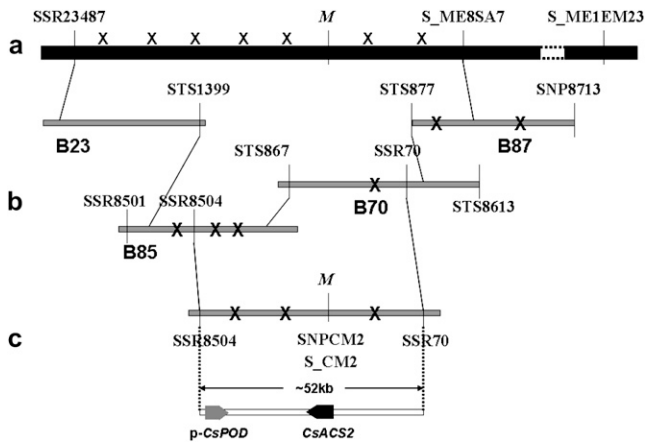 SSR23487 M S_ME8SA7 S_ME1EM23
X X X X X X X
a
STS1399 STS877 SNP8713
X X
B23 B87
STS867 SSR70
X
B70 STS8613
b
SSR8501 SSR8504
X X X
B85
M
X X X
c
SSR8504 SNPCM2 SSR70
S_CM2
~52kb
p-CsPOD CsACS2